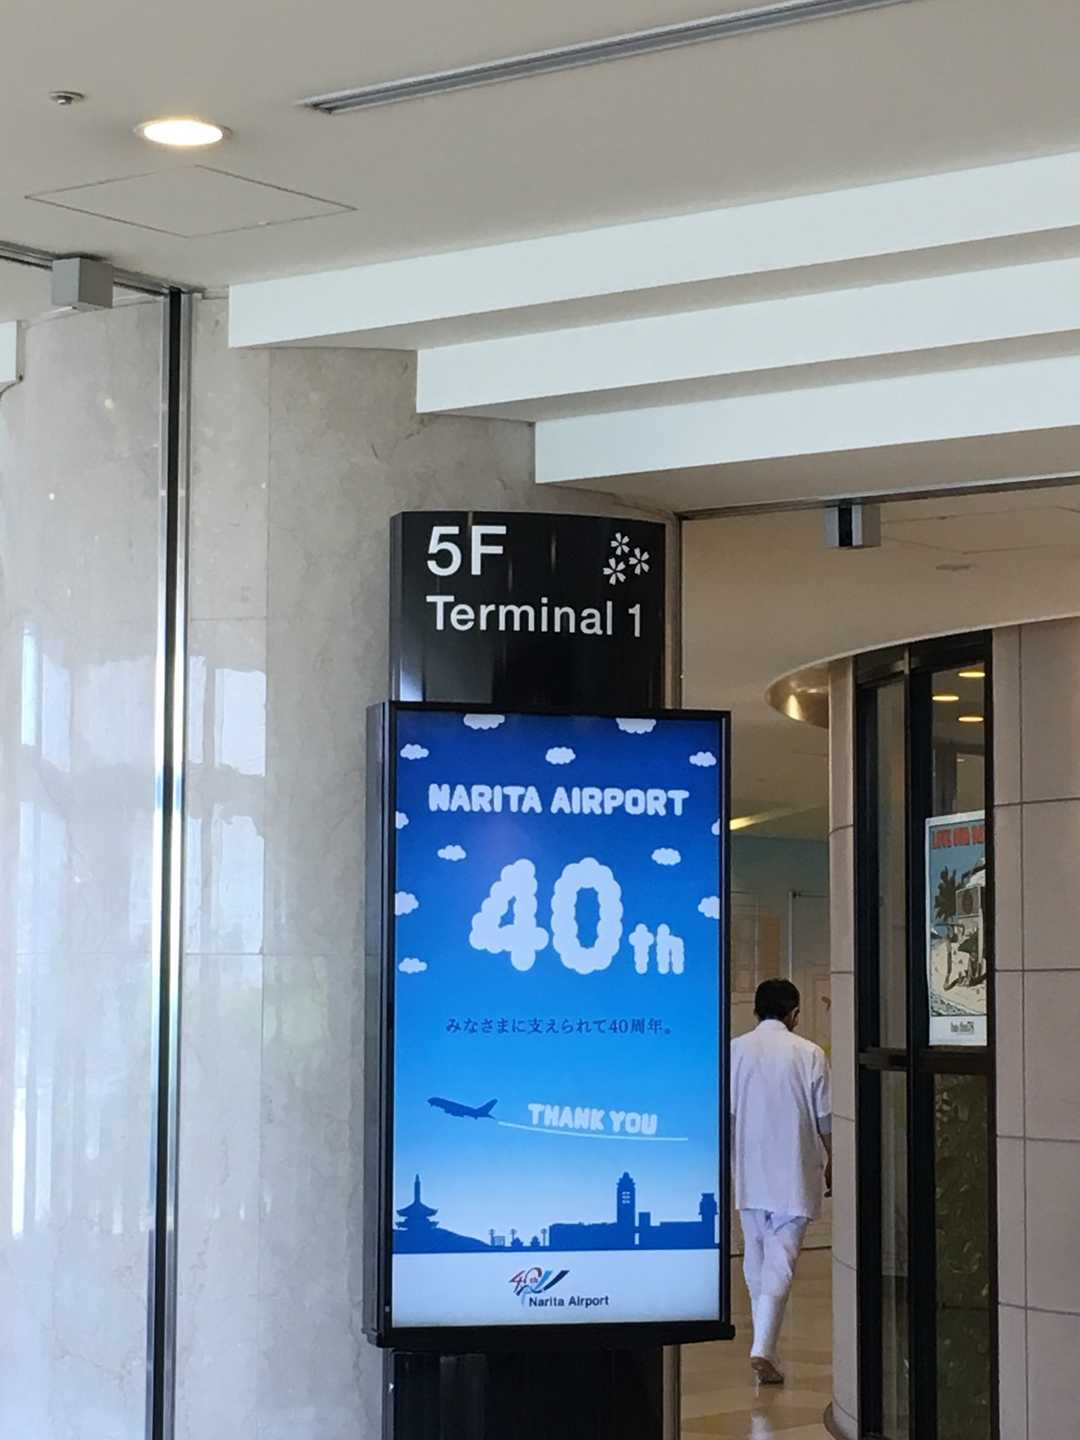 5F
Terminal 1
NARITA AIRPORT
40th
みなさまに支えられて40周年。
THANK YOU
40th
Narita Airport